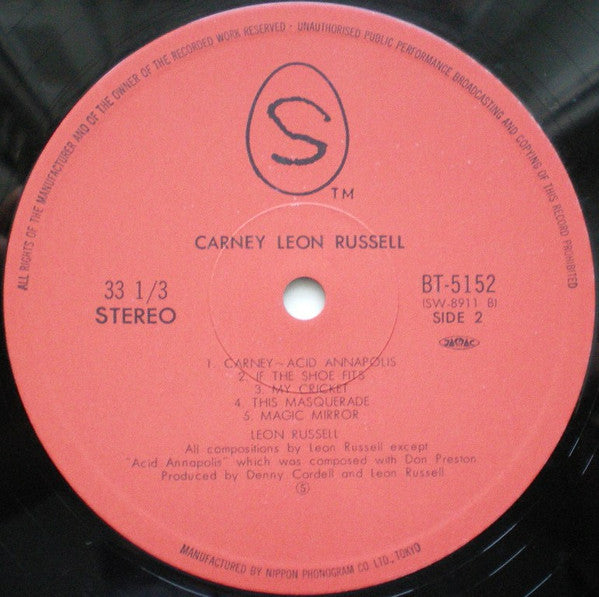 ALL RIGHTS OF THE MANUFACTURER AND OF THE OWNER OF THE RECORDED WORK RESERVED · UNAUTHORISED PUBLIC PERFORMANCE BROADCASTING AND COPYING OF THIS RECORD PROHIBITED
S
TM
CARNEY LEON RUSSELL
33 1/3
STEREO
BT-5152
(SW-8911 B)
SIDE 2
JASRAC
1. CARNEY~ACID ANNAPOLIS
2. IF THE SHOE FITS
3. MY CRICKET
4. THIS MASQUERADE
5. MAGIC MIRROR
LEON RUSSELL
All compositions by Leon Russell except
"Acid Annapolis" which was composed with Don Preston
Produced by Denny Cordell and Leon Russell.
Ⓢ
MANUFACTURED BY NIPPON PHONOGRAM CO LTD., TOKYO